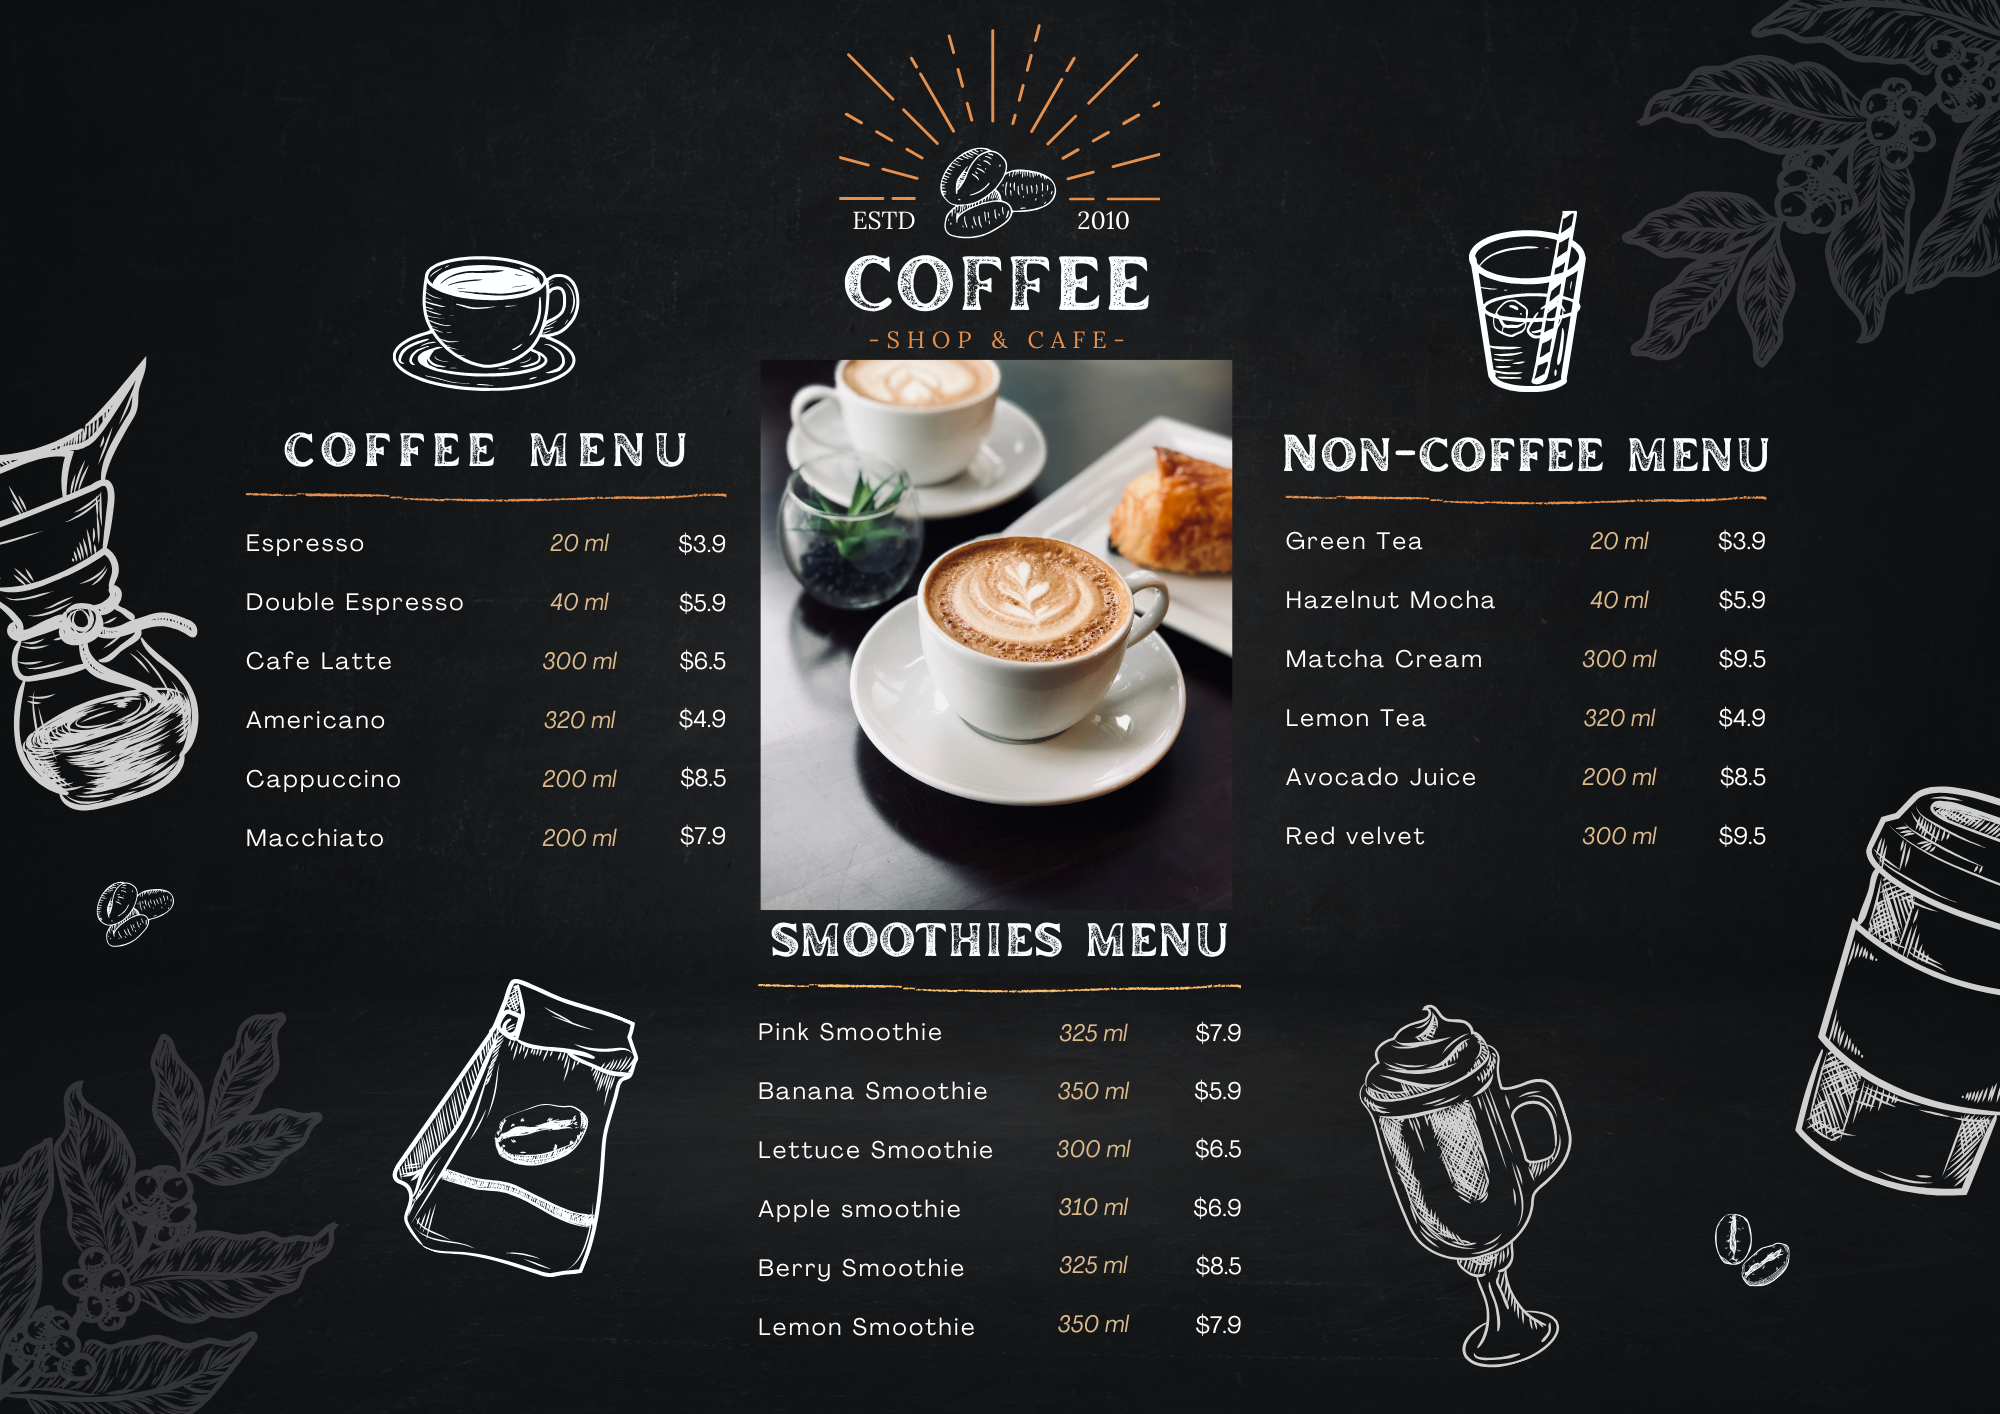 ESTD 2010
COFFEE
-SHOP & CAFE-
COFFEE MENU
Espresso 20 ml $3.9
Double Espresso 40 ml $5.9
Cafe Latte 300 ml $6.5
Americano 320 ml $4.9
Cappuccino 200 ml $8.5
Macchiato 200 ml $7.9
NON-COFFEE MENU
Green Tea 20 ml $3.9
Hazelnut Mocha 40 ml $5.9
Matcha Cream 300 ml $9.5
Lemon Tea 320 ml $4.9
Avocado Juice 200 ml $8.5
Red velvet 300 ml $9.5
SMOOTHIES MENU
Pink Smoothie 325 ml $7.9
Banana Smoothie 350 ml $5.9
Lettuce Smoothie 300 ml $6.5
Apple smoothie 310 ml $6.9
Berry Smoothie 325 ml $8.5
Lemon Smoothie 350 ml $7.9